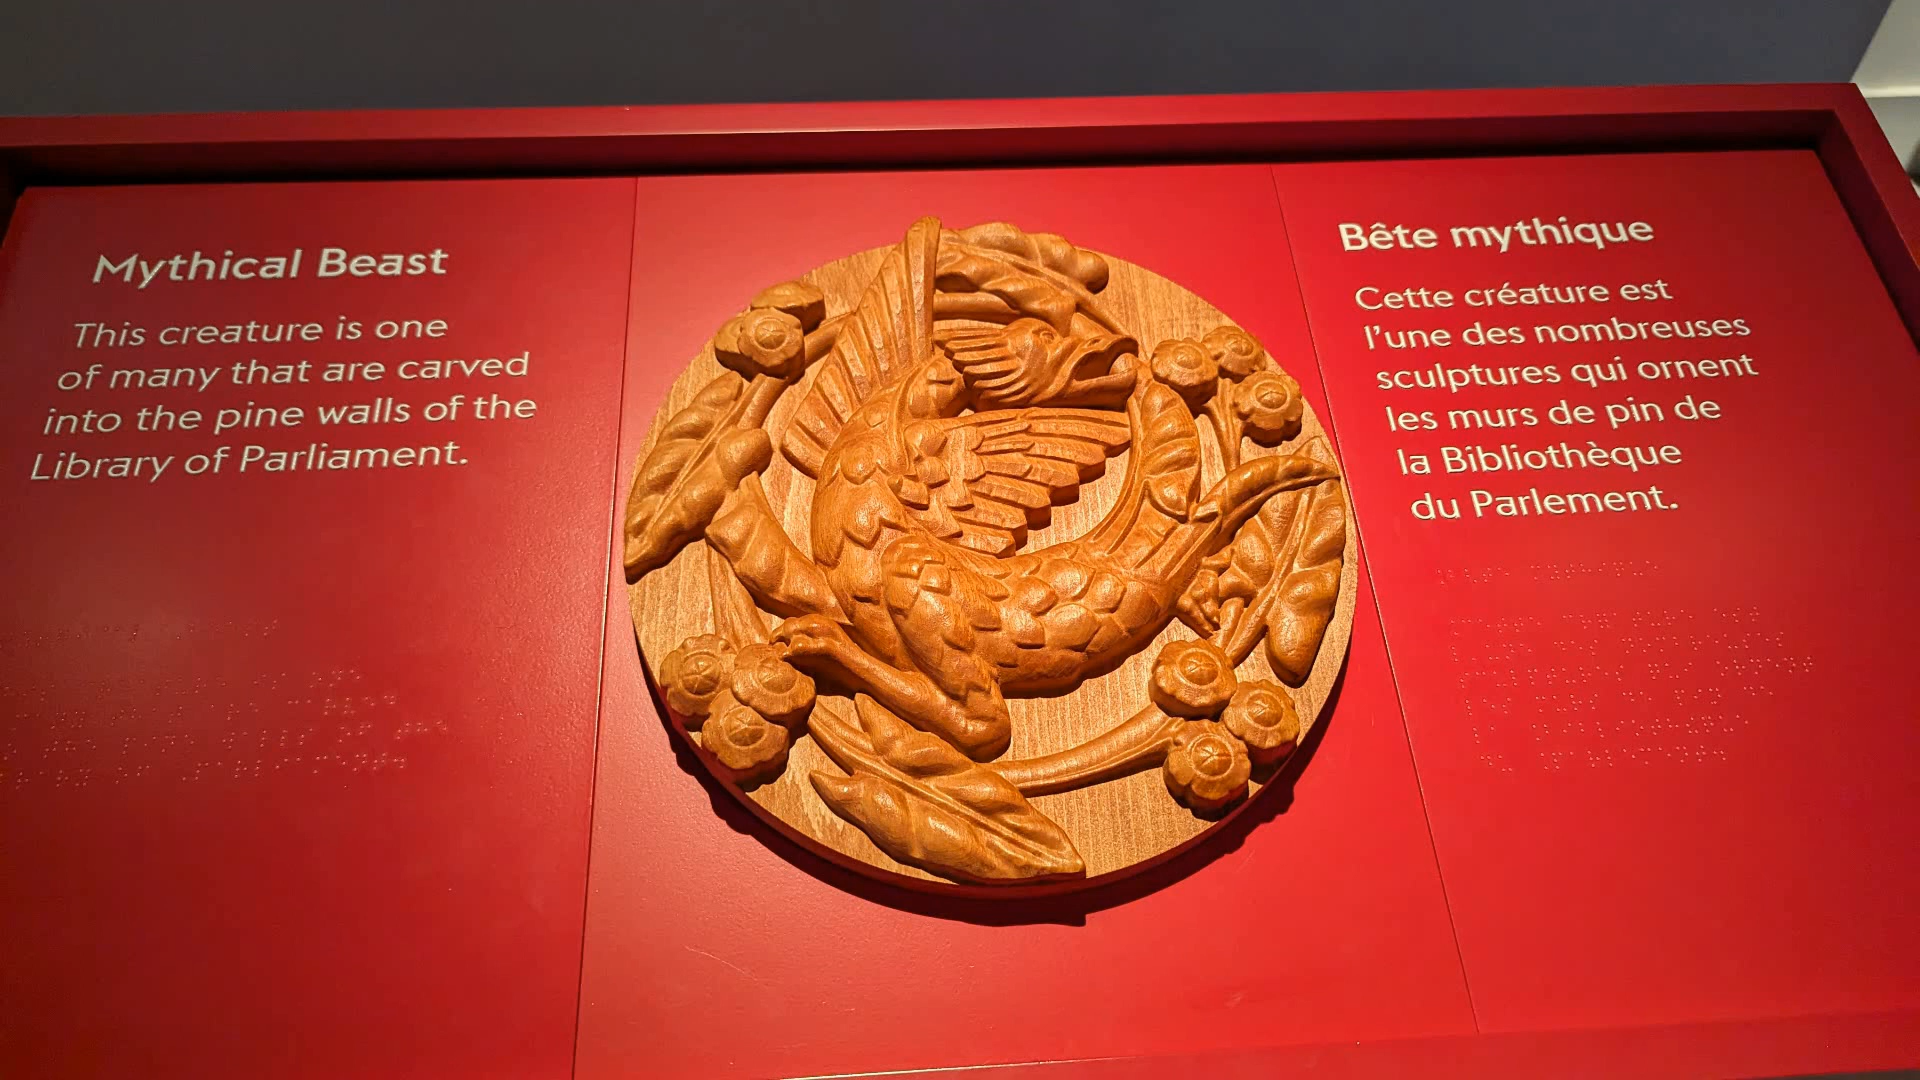 Mythical Beast
This creature is one
of many that are carved
into the pine walls of the
Library of Parliament.
Bête mythique
Cette créature est
l'une des nombreuses
sculptures qui ornent
les murs de pin de
la Bibliothèque
du Parlement.